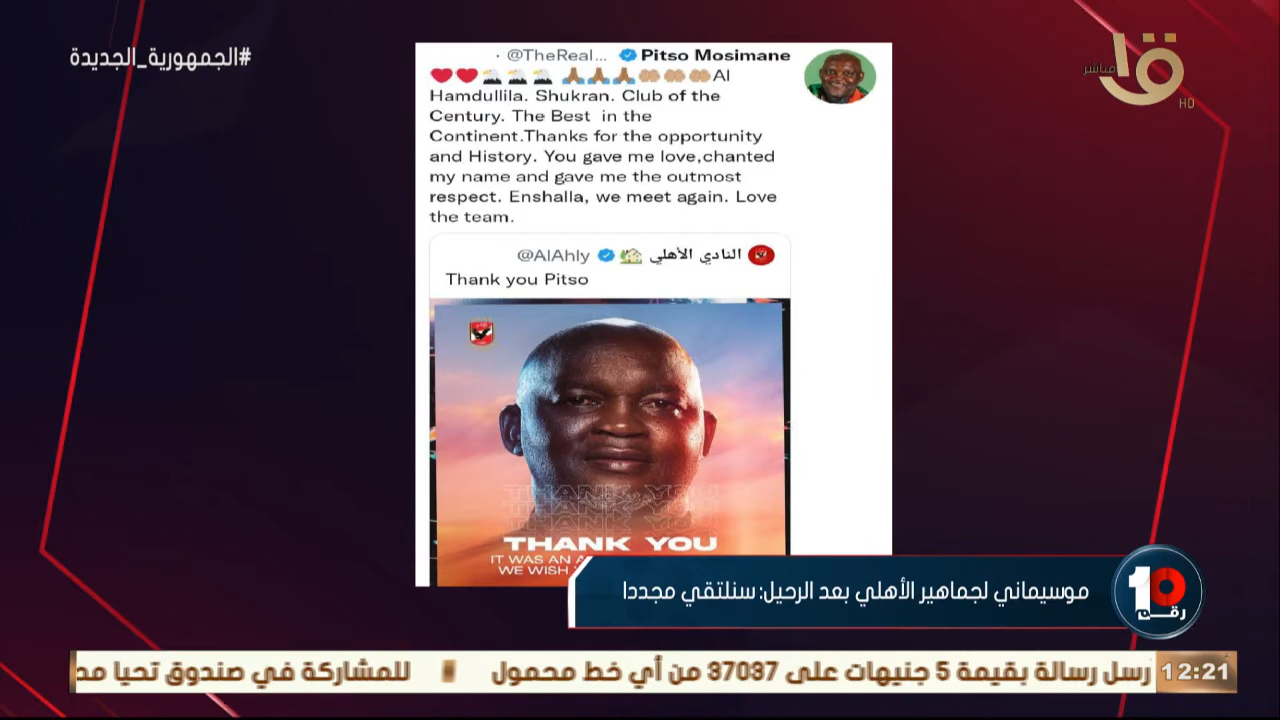 #الجمهورية_الجديدة
مباشر
HD
Pitso Mosimane @TheReal... ·
❤️❤️🏔🏔🏔 🙏🏽🙏🏽🙏🏽🤲🏼🤲🏼🤲🏼Al
Hamdullila. Shukran. Club of the
Century. The Best in the
Continent.Thanks for the opportunity
and History. You gave me love,chanted
my name and gave me the outmost
respect. Enshalla, we meet again. Love
the team.
النادي الأهلي 🏡 @AlAhly
Thank you Pitso
THANK YOU
THANK YOU
THANK YOU
THANK YOU
IT WAS AN
WE WISH
موسيماني لجماهير الأهلي بعد الرحيل: سنلتقي مجددا
رقم 10
12:21 رسل رسالة بقيمة 5 جنيهات على 37037 من أي خط محمول للمشاركة في صندوق تحيا